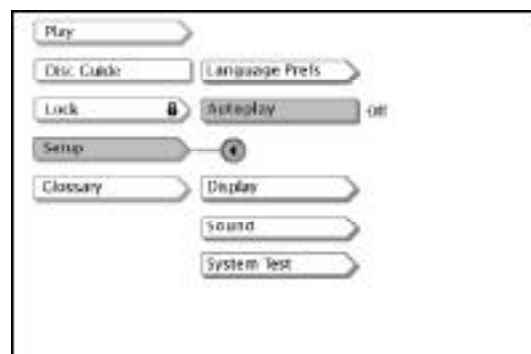 Play
Disc Guide
Language Prefs
Lock
Autoplay
Off
Setup
Glossary
Display
Sound
System Test